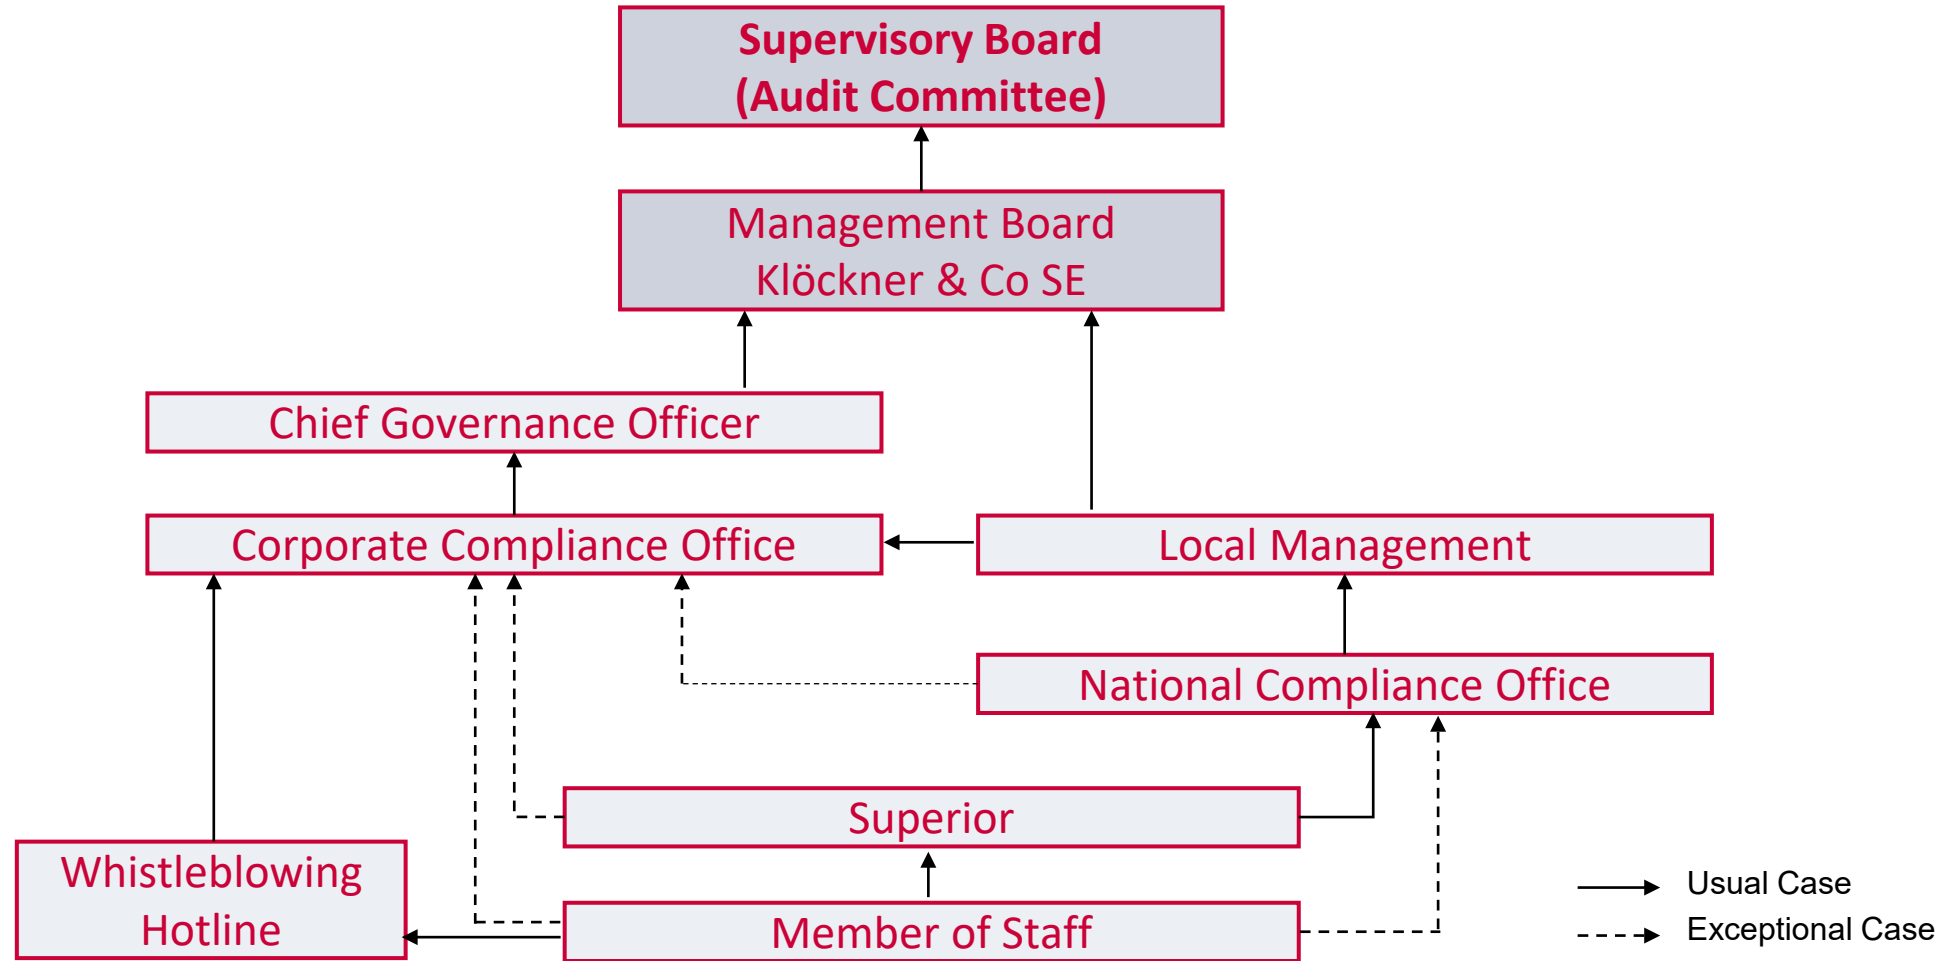 Supervisory Board
(Audit Committee)
Management Board
Klöckner & Co SE
Chief Governance Officer
Corporate Compliance Office
Local Management
National Compliance Office
Superior
Whistleblowing
Hotline
Member of Staff
Usual Case
Exceptional Case